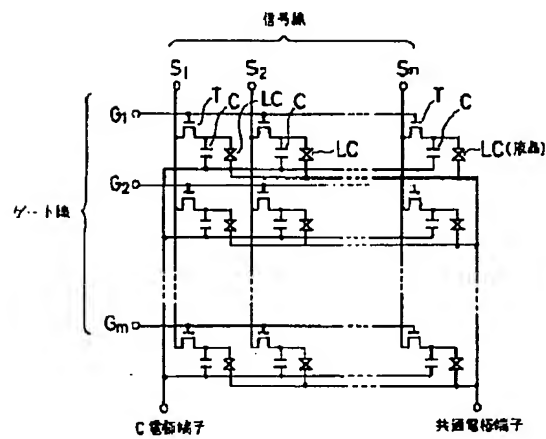 信号線
S1 S2 Sn
T C LC C T C
G1
LC LC(液晶)
G2
ゲート線
Gm
C電極端子 共通電極端子